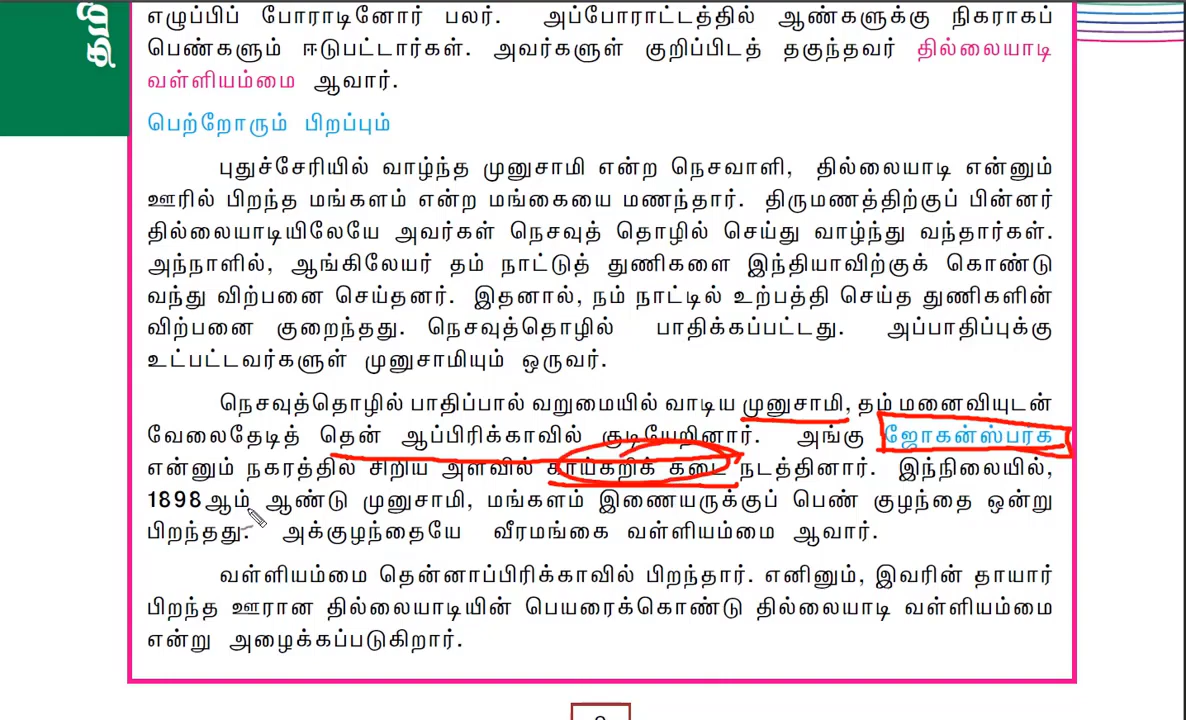 தமி
எழுப்பிப் போராடினோர் பலர். அப்போராட்டத்தில் ஆண்களுக்கு நிகராகப்
பெண்களும் ஈடுபட்டார்கள். அவர்களுள் குறிப்பிடத் தகுந்தவர் தில்லையாடி
வள்ளியம்மை ஆவார்.
பெற்றோரும் பிறப்பும்
புதுச்சேரியில் வாழ்ந்த முனுசாமி என்ற நெசவாளி, தில்லையாடி என்னும்
ஊரில் பிறந்த மங்களம் என்ற மங்கையை மணந்தார். திருமணத்திற்குப் பின்னர்
தில்லையாடியிலேயே அவர்கள் நெசவுத் தொழில் செய்து வாழ்ந்து வந்தார்கள்.
அந்நாளில், ஆங்கிலேயர் தம் நாட்டுத் துணிகளை இந்தியாவிற்குக் கொண்டு
வந்து விற்பனை செய்தனர். இதனால், நம் நாட்டில் உற்பத்தி செய்த துணிகளின்
விற்பனை குறைந்தது. நெசவுத்தொழில் பாதிக்கப்பட்டது. அப்பாதிப்புக்கு
உட்பட்டவர்களுள் முனுசாமியும் ஒருவர்.
நெசவுத்தொழில் பாதிப்பால் வறுமையில் வாடிய முனுசாமி, தம் மனைவியுடன்
வேலைதேடித் தென் ஆப்பிரிக்காவில் குடியேறினார். அங்கு ஜோகன்ஸ்பர்க்
என்னும் நகரத்தில் சிறிய அளவில் காய்கறிக் கடை நடத்தினார். இந்நிலையில்,
1898ஆம் ஆண்டு முனுசாமி, மங்களம் இணையருக்குப் பெண் குழந்தை ஒன்று
பிறந்தது. அக்குழந்தையே வீரமங்கை வள்ளியம்மை ஆவார்.
வள்ளியம்மை தென்னாப்பிரிக்காவில் பிறந்தார். எனினும், இவரின் தாயார்
பிறந்த ஊரான தில்லையாடியின் பெயரைக்கொண்டு தில்லையாடி வள்ளியம்மை
என்று அழைக்கப்படுகிறார்.